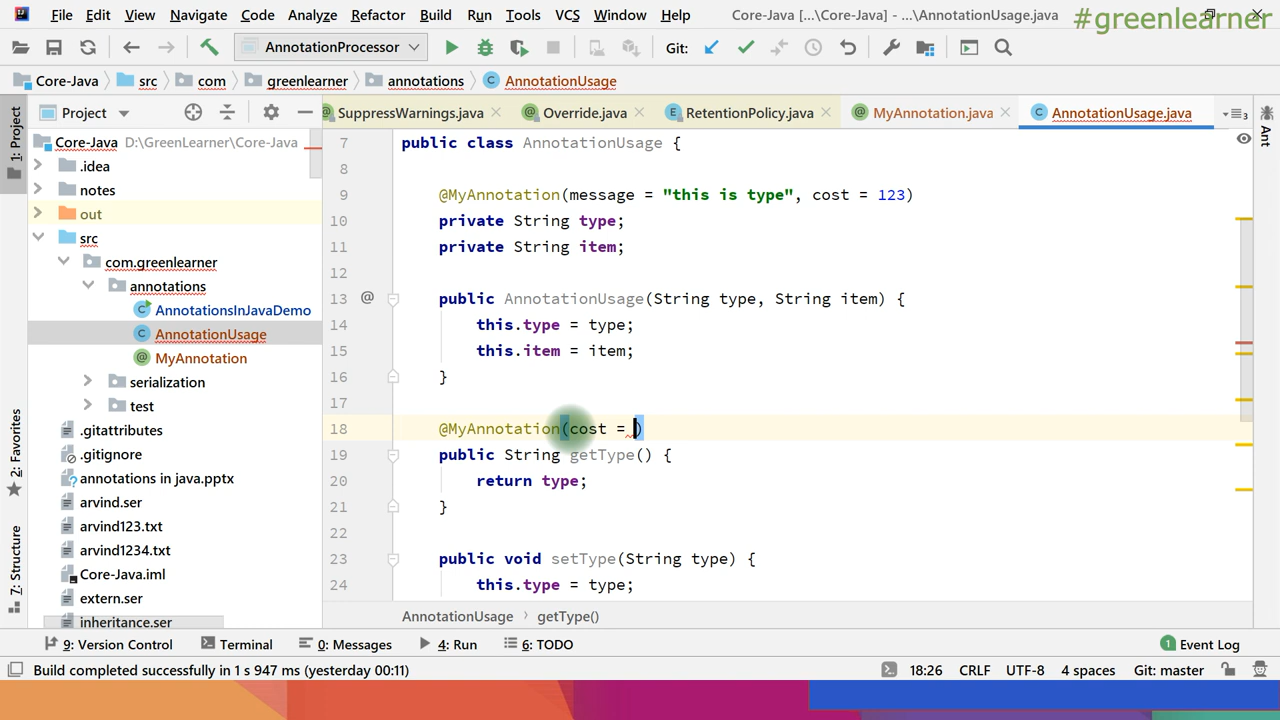 File Edit View Navigate Code Analyze Refactor Build Run Tools VCS Window Help Core-Java [...\Core-Java] - ...\AnnotationUsage.java
#greenlearner
AnnotationProcessor Git:
Core-Java src com greenlearner annotations AnnotationUsage
Project
SuppressWarnings.java Override.java RetentionPolicy.java MyAnnotation.java AnnotationUsage.java
1: Project
2: Favorites
7: Structure
Ant
Core-Java D:\GreenLearner\Core-Java
.idea
notes
out
src
com.greenlearner
annotations
AnnotationsInJavaDemo
AnnotationUsage
MyAnnotation
serialization
test
.gitattributes
.gitignore
annotations in java.pptx
arvind.ser
arvind123.txt
arvind1234.txt
Core-Java.iml
extern.ser
inheritance.ser
7 public class AnnotationUsage {
8
9 @MyAnnotation(message = "this is type", cost = 123)
10 private String type;
11 private String item;
12
13 public AnnotationUsage(String type, String item) {
14 this.type = type;
15 this.item = item;
16 }
17
18 @MyAnnotation(cost = )
19 public String getType() {
20 return type;
21 }
22
23 public void setType(String type) {
24 this.type = type;
AnnotationUsage getType()
9: Version Control Terminal 0: Messages 4: Run 6: TODO 1 Event Log
Build completed successfully in 1 s 947 ms (yesterday 00:11) 18:26 CRLF UTF-8 4 spaces Git: master